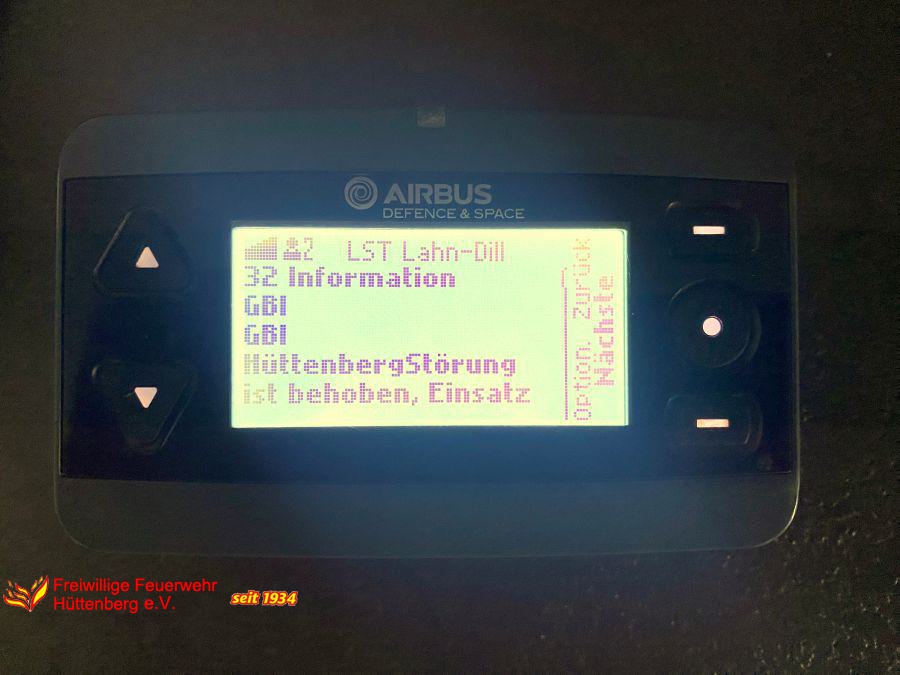 AIRBUS
DEFENCE & SPACE
2 LST Lahn-Dill
32 Information
GBI
GBI
HüttenbergStörung
ist behoben, Einsatz
Option. Zurück
Nächste
Freiwillige Feuerwehr
Hüttenberg e.V.
seit 1934